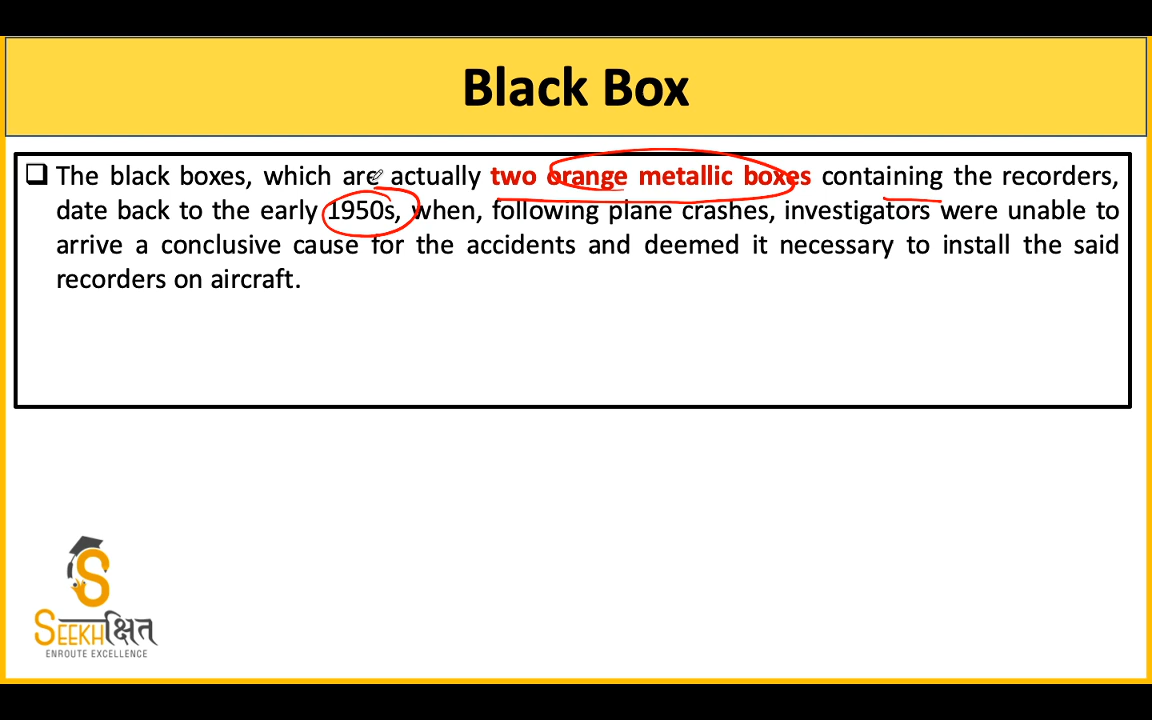 Black Box
The black boxes, which are actually two orange metallic boxes containing the recorders,
date back to the early 1950s, when, following plane crashes, investigators were unable to
arrive a conclusive cause for the accidents and deemed it necessary to install the said
recorders on aircraft.
S
SEEKHक्षित
ENROUTE EXCELLENCE